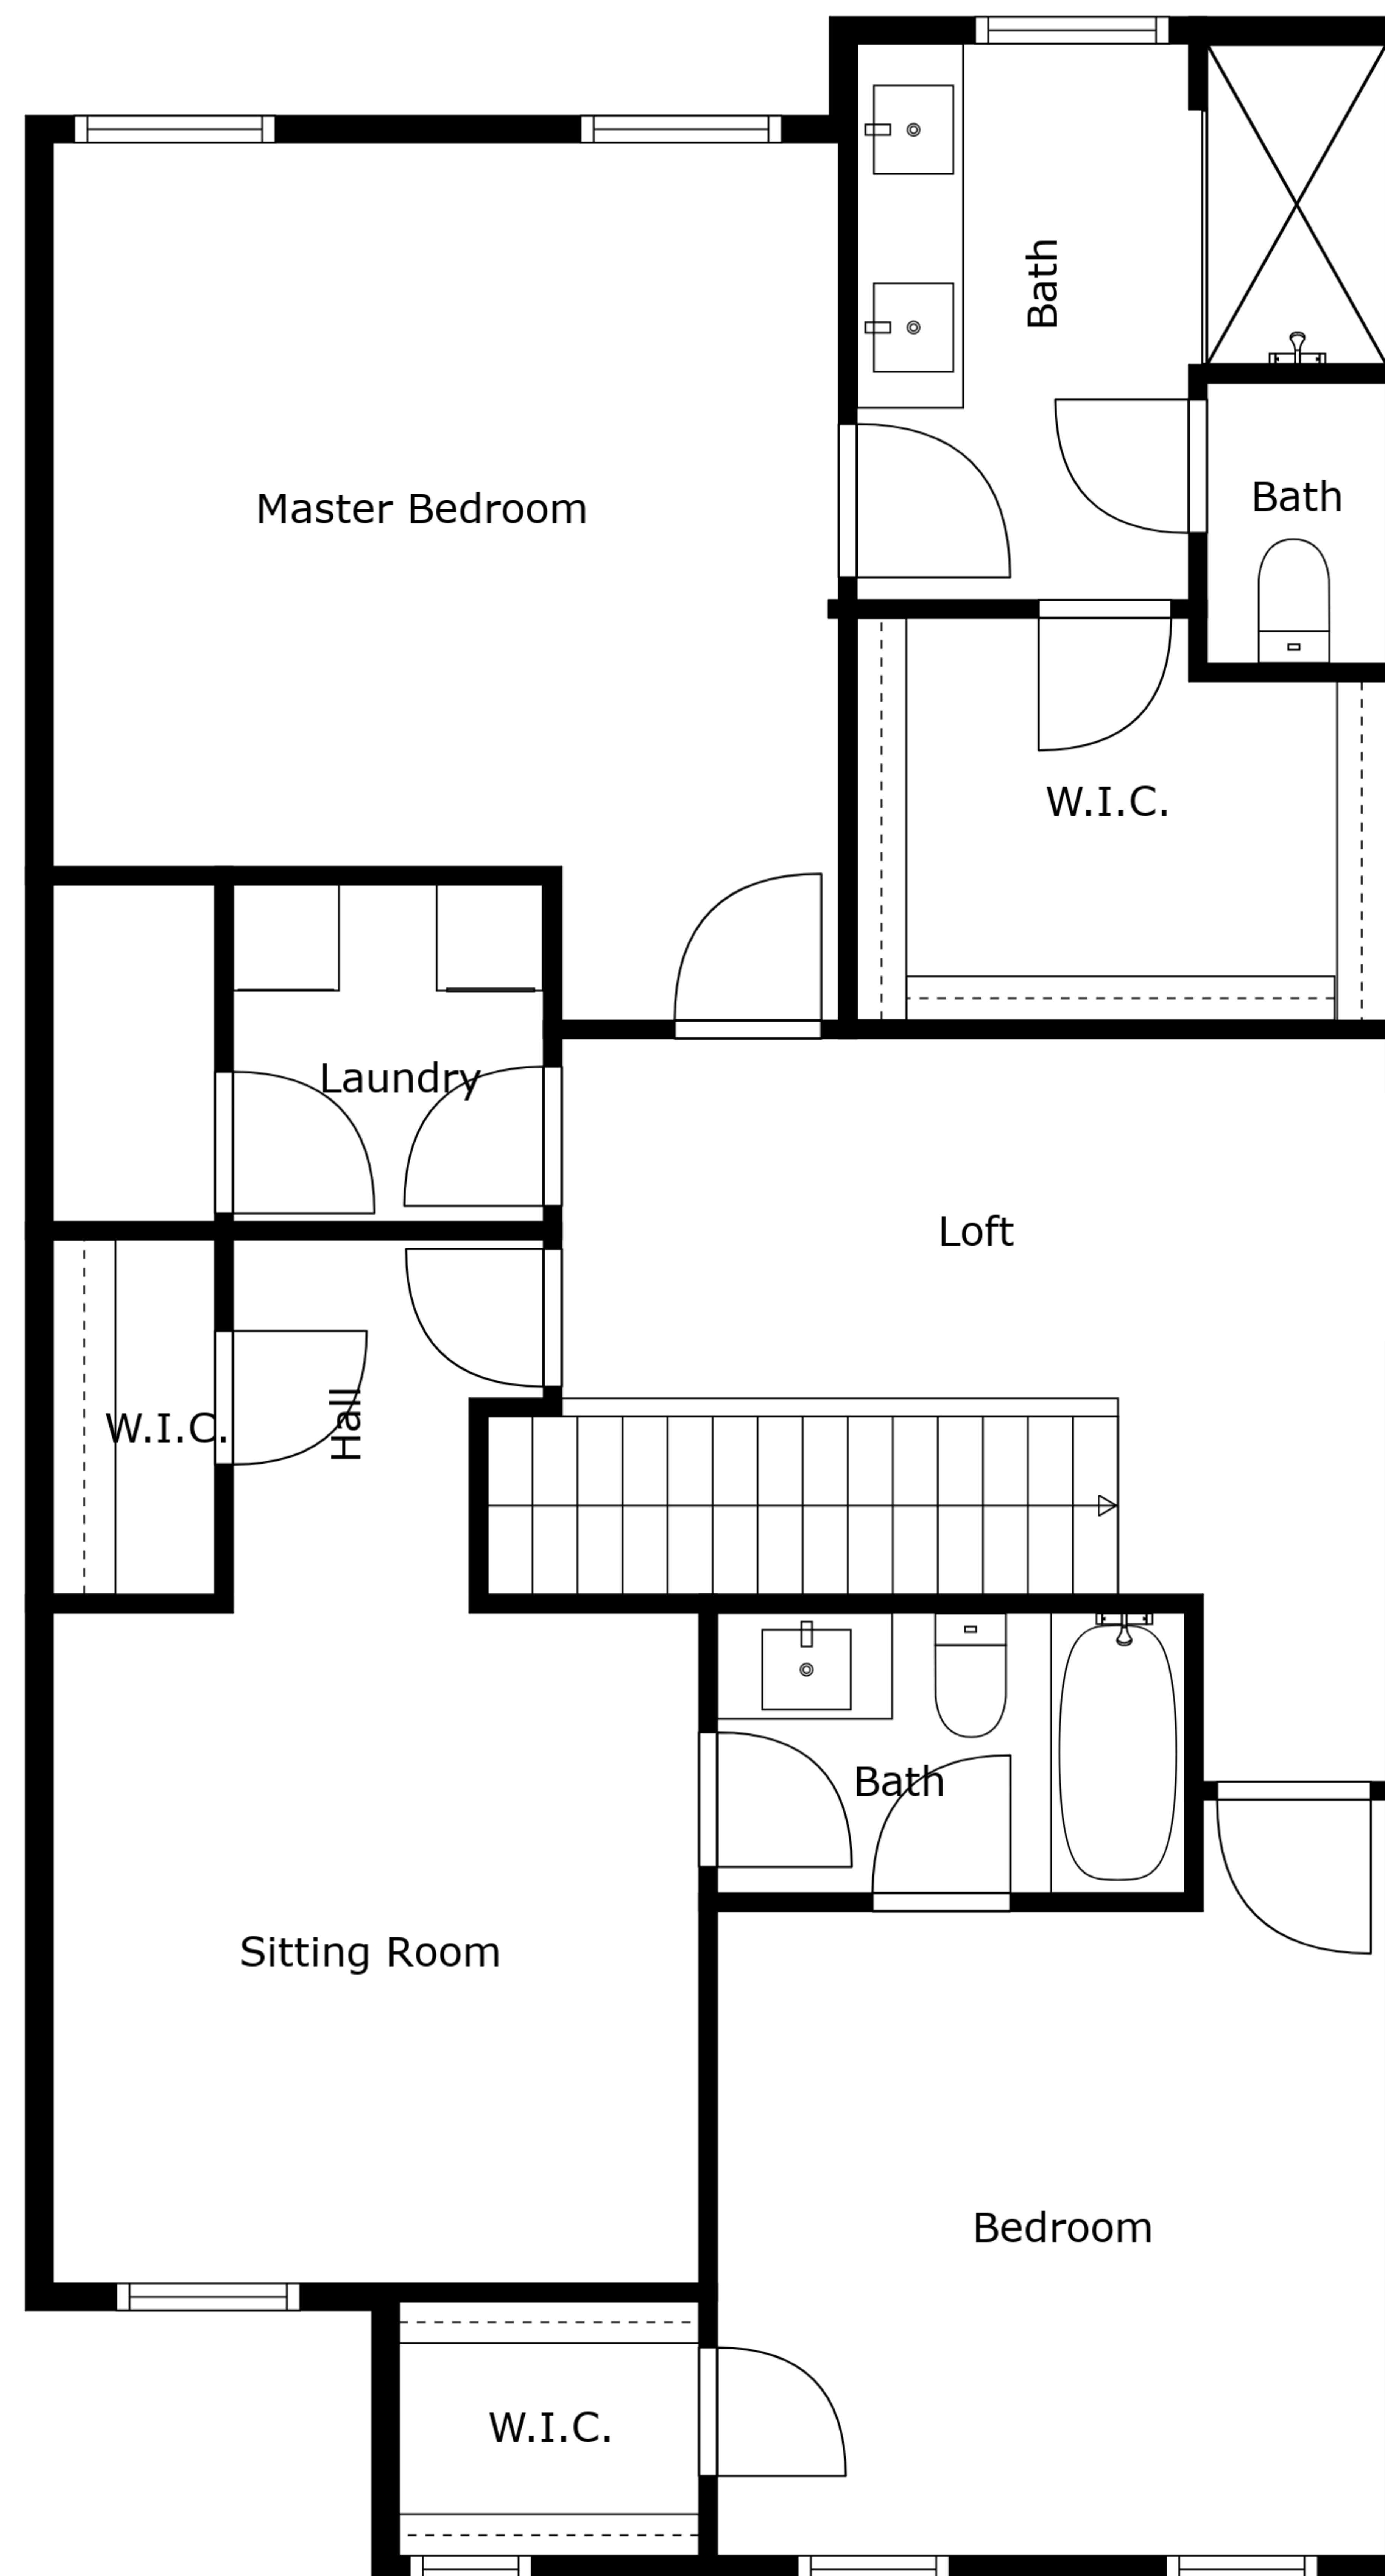 Bath
Master Bedroom
Bath
W.I.C.
Laundry
Loft
W.I.C.
Hall
Bath
Sitting Room
Bedroom
W.I.C.